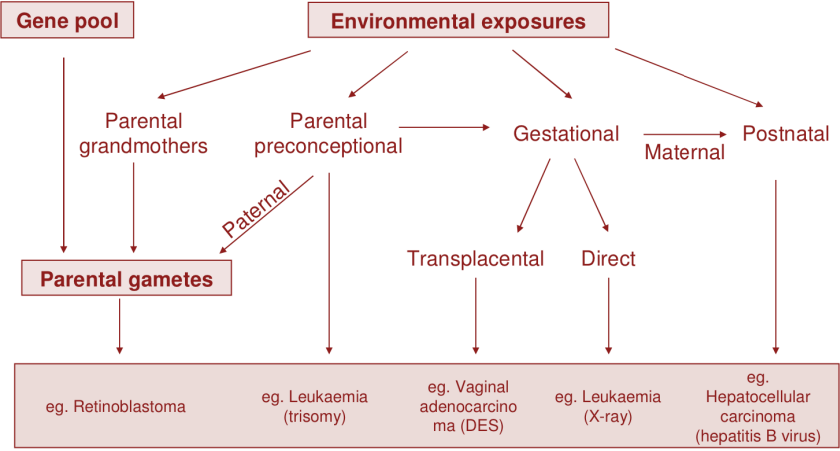 Gene pool
Environmental exposures
Parental
grandmothers
Parental
preconceptional
Gestational
Maternal
Postnatal
Paternal
Parental gametes
Transplacental
Direct
eg. Retinoblastoma
eg. Leukaemia
(trisomy)
eg. Vaginal
adenocarcino
ma (DES)
eg. Leukaemia
(X-ray)
eg.
Hepatocellular
carcinoma
(hepatitis B virus)